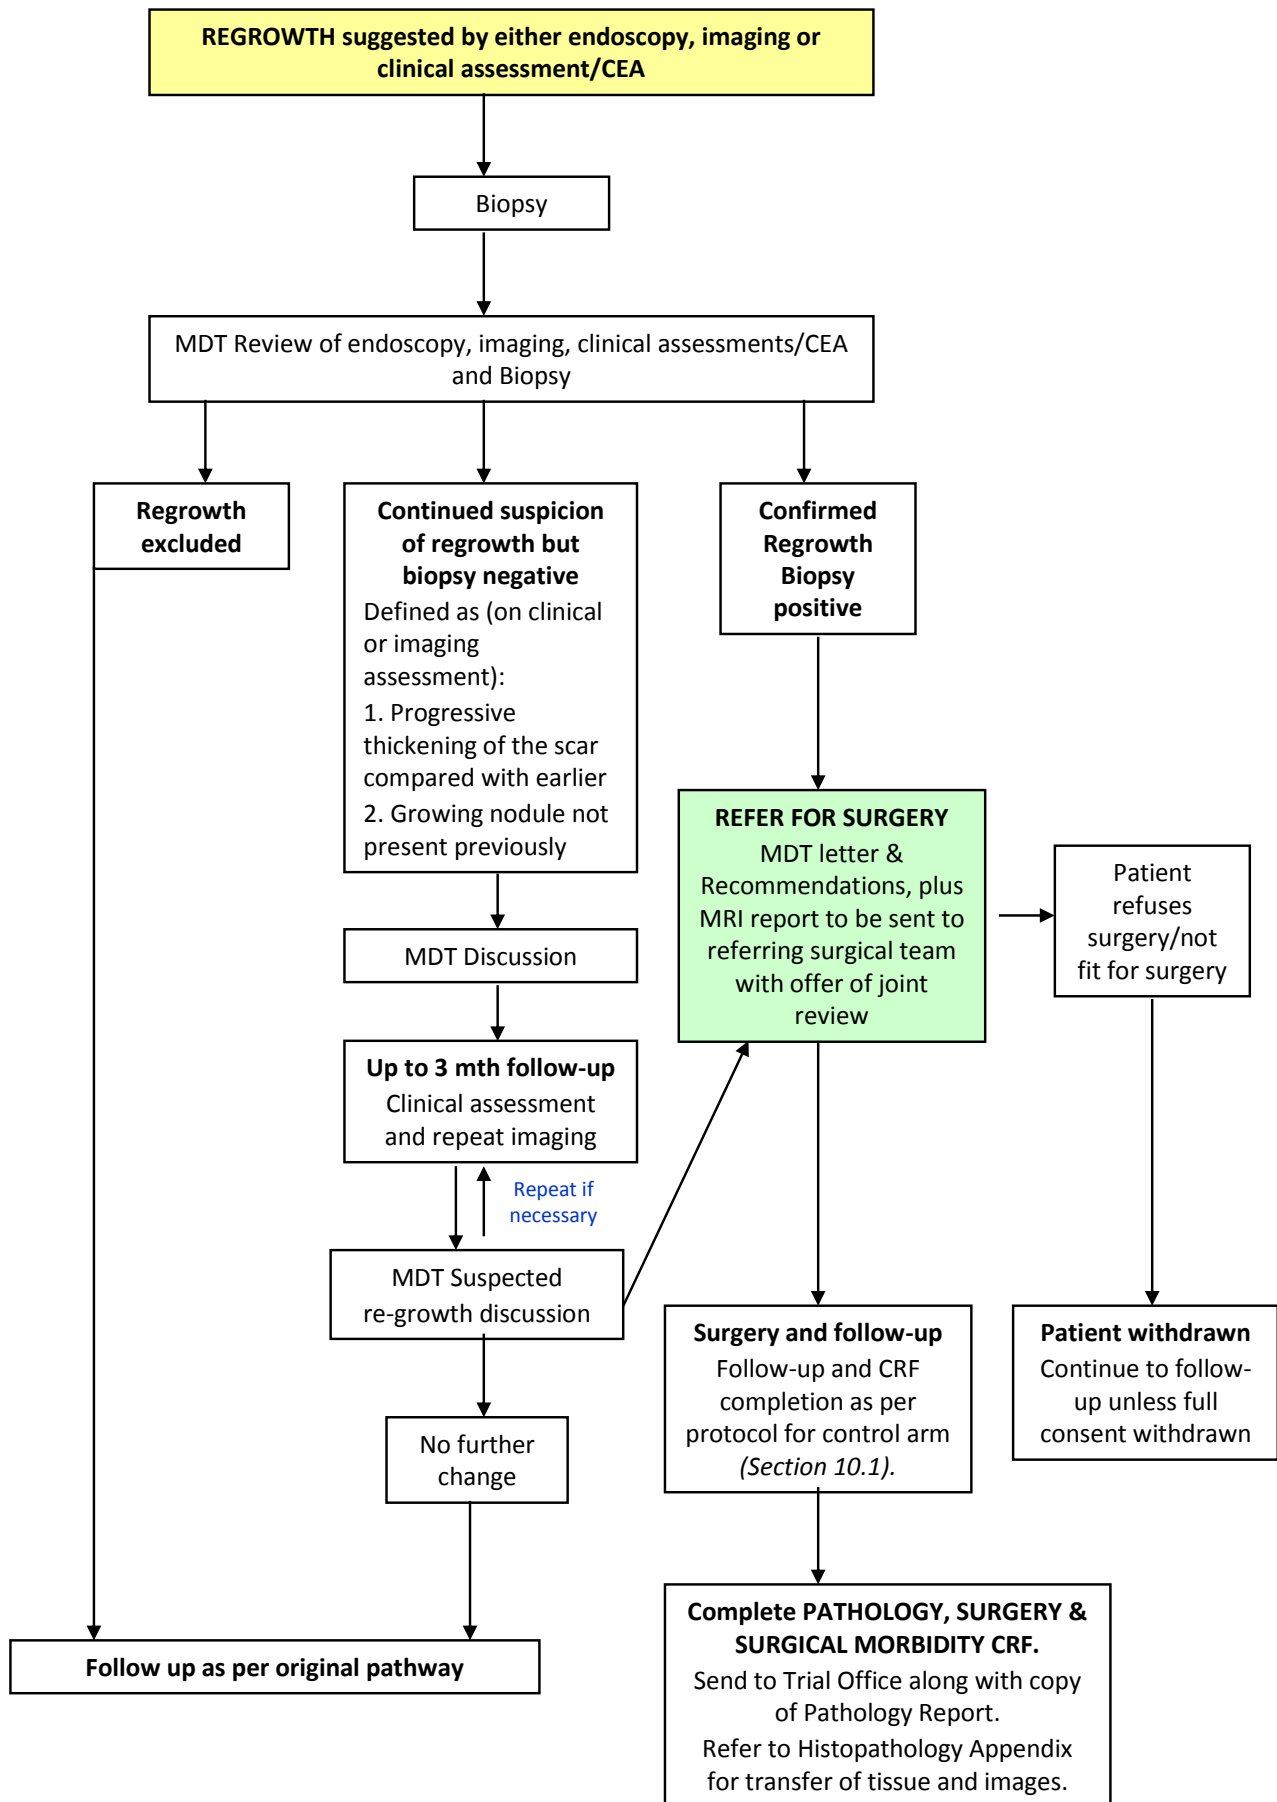 REGROWTH suggested by either endoscopy, imaging or
clinical assessment/CEA
Biopsy
MDT Review of endoscopy, imaging, clinical assessments/CEA
and Biopsy
Regrowth
excluded
Continued suspicion
of regrowth but
biopsy negative
Defined as (on clinical
or imaging
assessment):
1. Progressive
thickening of the scar
compared with earlier
2. Growing nodule not
present previously
Confirmed
Regrowth
Biopsy
positive
REFER FOR SURGERY
MDT letter &
Recommendations, plus
MRI report to be sent to
referring surgical team
with offer of joint
review
Patient
refuses
surgery/not
fit for surgery
MDT Discussion
Up to 3 mth follow-up
Clinical assessment
and repeat imaging
Repeat if
necessary
MDT Suspected
re-growth discussion
No further
change
Surgery and follow-up
Follow-up and CRF
completion as per
protocol for control arm
(Section 10.1).
Patient withdrawn
Continue to follow-
up unless full
consent withdrawn
Follow up as per original pathway
Complete PATHOLOGY, SURGERY &
SURGICAL MORBIDITY CRF.
Send to Trial Office along with copy
of Pathology Report.
Refer to Histopathology Appendix
for transfer of tissue and images.